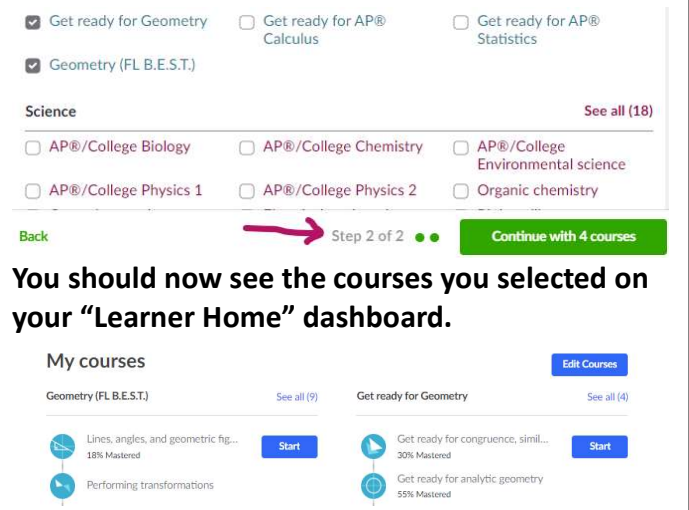 Get ready for Geometry Get ready for AP® Calculus Get ready for AP® Statistics
Geometry (FL B.E.S.T.)
Science See all (18)
AP®/College Biology AP®/College Chemistry AP®/College Environmental science
AP®/College Physics 1 AP®/College Physics 2 Organic chemistry
Back Step 2 of 2 Continue with 4 courses
You should now see the courses you selected on
your “Learner Home” dashboard.
My courses Edit Courses
Geometry (FL B.E.S.T.) See all (9) Get ready for Geometry See all (4)
Lines, angles, and geometric fig... Start Get ready for congruence, simil... Start
18% Mastered 30% Mastered
Performing transformations Get ready for analytic geometry
55% Mastered